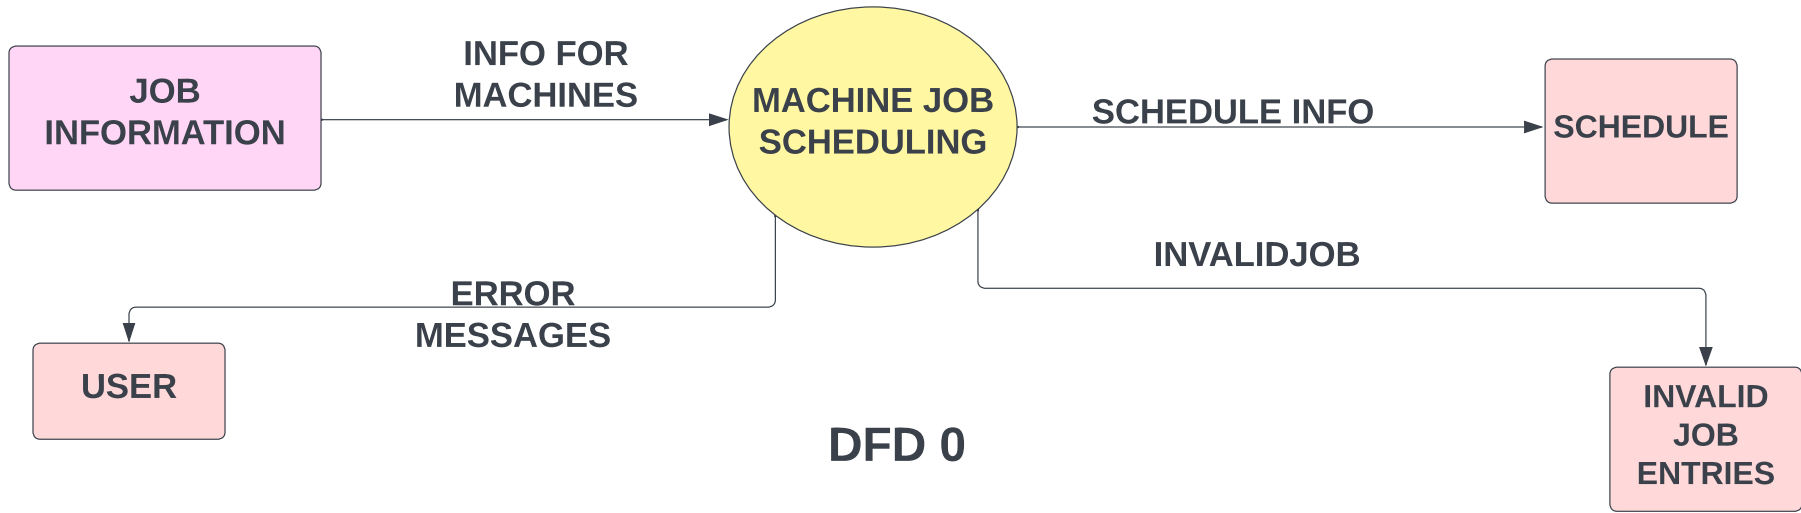 JOB
INFORMATION
INFO FOR
MACHINES
MACHINE JOB
SCHEDULING
SCHEDULE INFO
SCHEDULE
INVALIDJOB
ERROR
MESSAGES
USER
INVALID
JOB
ENTRIES
DFD 0